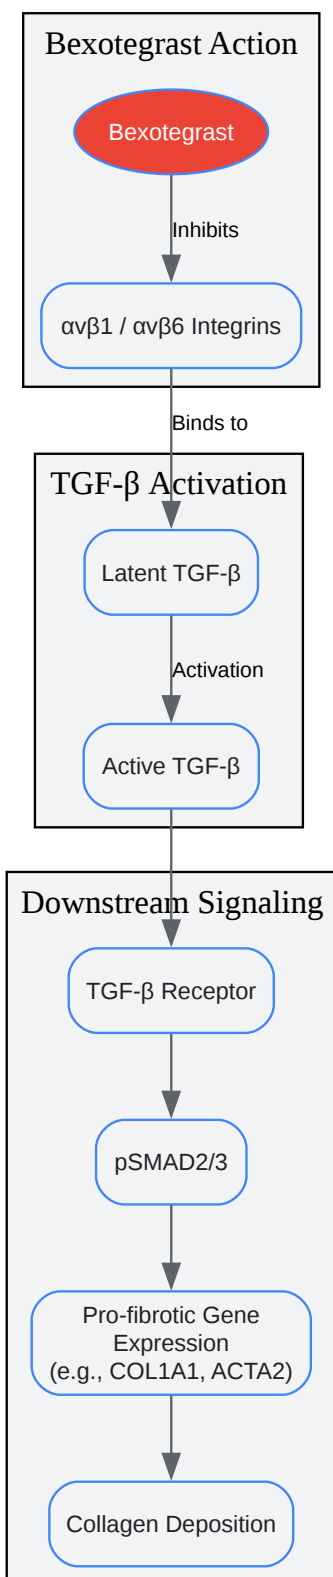 Bexotegrast Action
Bexotegrast
Inhibits
αvβ1 / αvβ6 Integrins
Binds to
TGF-β Activation
Latent TGF-β
Activation
Active TGF-β
Downstream Signaling
TGF-β Receptor
pSMAD2/3
Pro-fibrotic Gene
Expression
(e.g., COL1A1, ACTA2)
Collagen Deposition